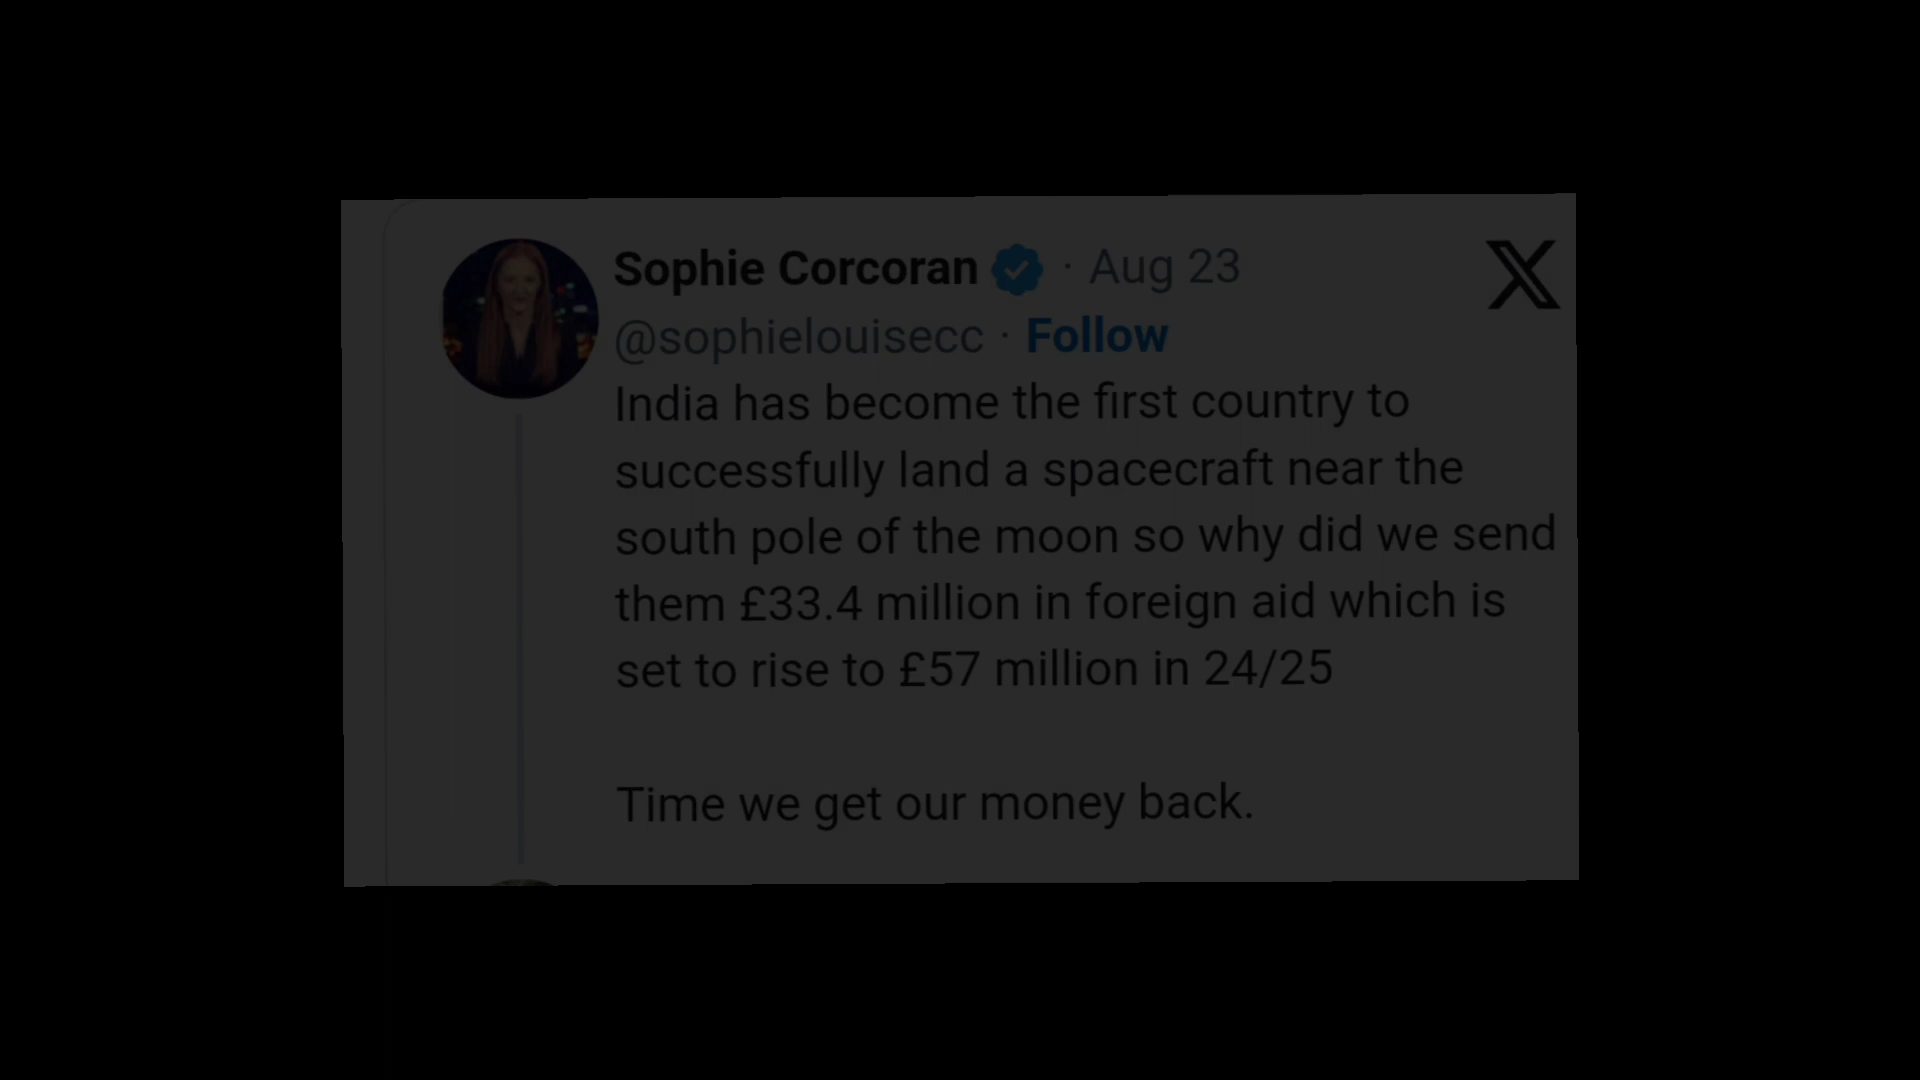 Sophie Corcoran · Aug 23
@sophielouisecc · Follow
India has become the first country to
successfully land a spacecraft near the
south pole of the moon so why did we send
them £33.4 million in foreign aid which is
set to rise to £57 million in 24/25
Time we get our money back.